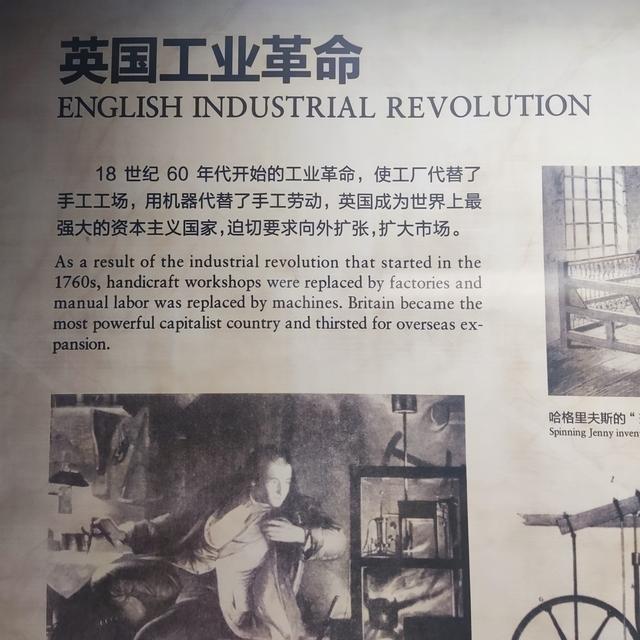 英国工业革命
ENGLISH INDUSTRIAL REVOLUTION
18 世纪 60 年代开始的工业革命，使工厂代替了
手工工场，用机器代替了手工劳动，英国成为世界上最
强大的资本主义国家，迫切要求向外扩张，扩大市场。
As a result of the industrial revolution that started in the
1760s, handicraft workshops were replaced by factories and
manual labor was replaced by machines. Britain became the
most powerful capitalist country and thirsted for overseas ex-
pansion.
哈格里夫斯的“
Spinning Jenny